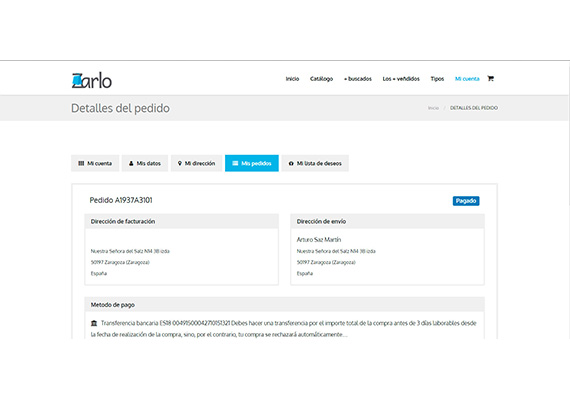 Zarlo
Inicio Catálogo + buscados Los + vendidos Tipos Mi cuenta
Detalles del pedido
Inicio / DETALLES DEL PEDIDO
Mi cuenta Mis datos Mi dirección Mis pedidos Mi lista de deseos
Pedido A1937A3101 Pagado
Dirección de facturación
Nuestra Señora del Salz N14 3B izda
50197 Zaragoza (Zaragoza)
España
Dirección de envío
Arturo Saz Martín
Nuestra Señora del Salz N14 3B izda
50197 Zaragoza (Zaragoza)
España
Metodo de pago
Transferencia bancaria ES18 00491500042710151321 Debes hacer una transferencia por el importe total de la compra antes de 3 días laborables desde
la fecha de realización de la compra, sino, por el contrario, tu compra se rechazará automáticamente....